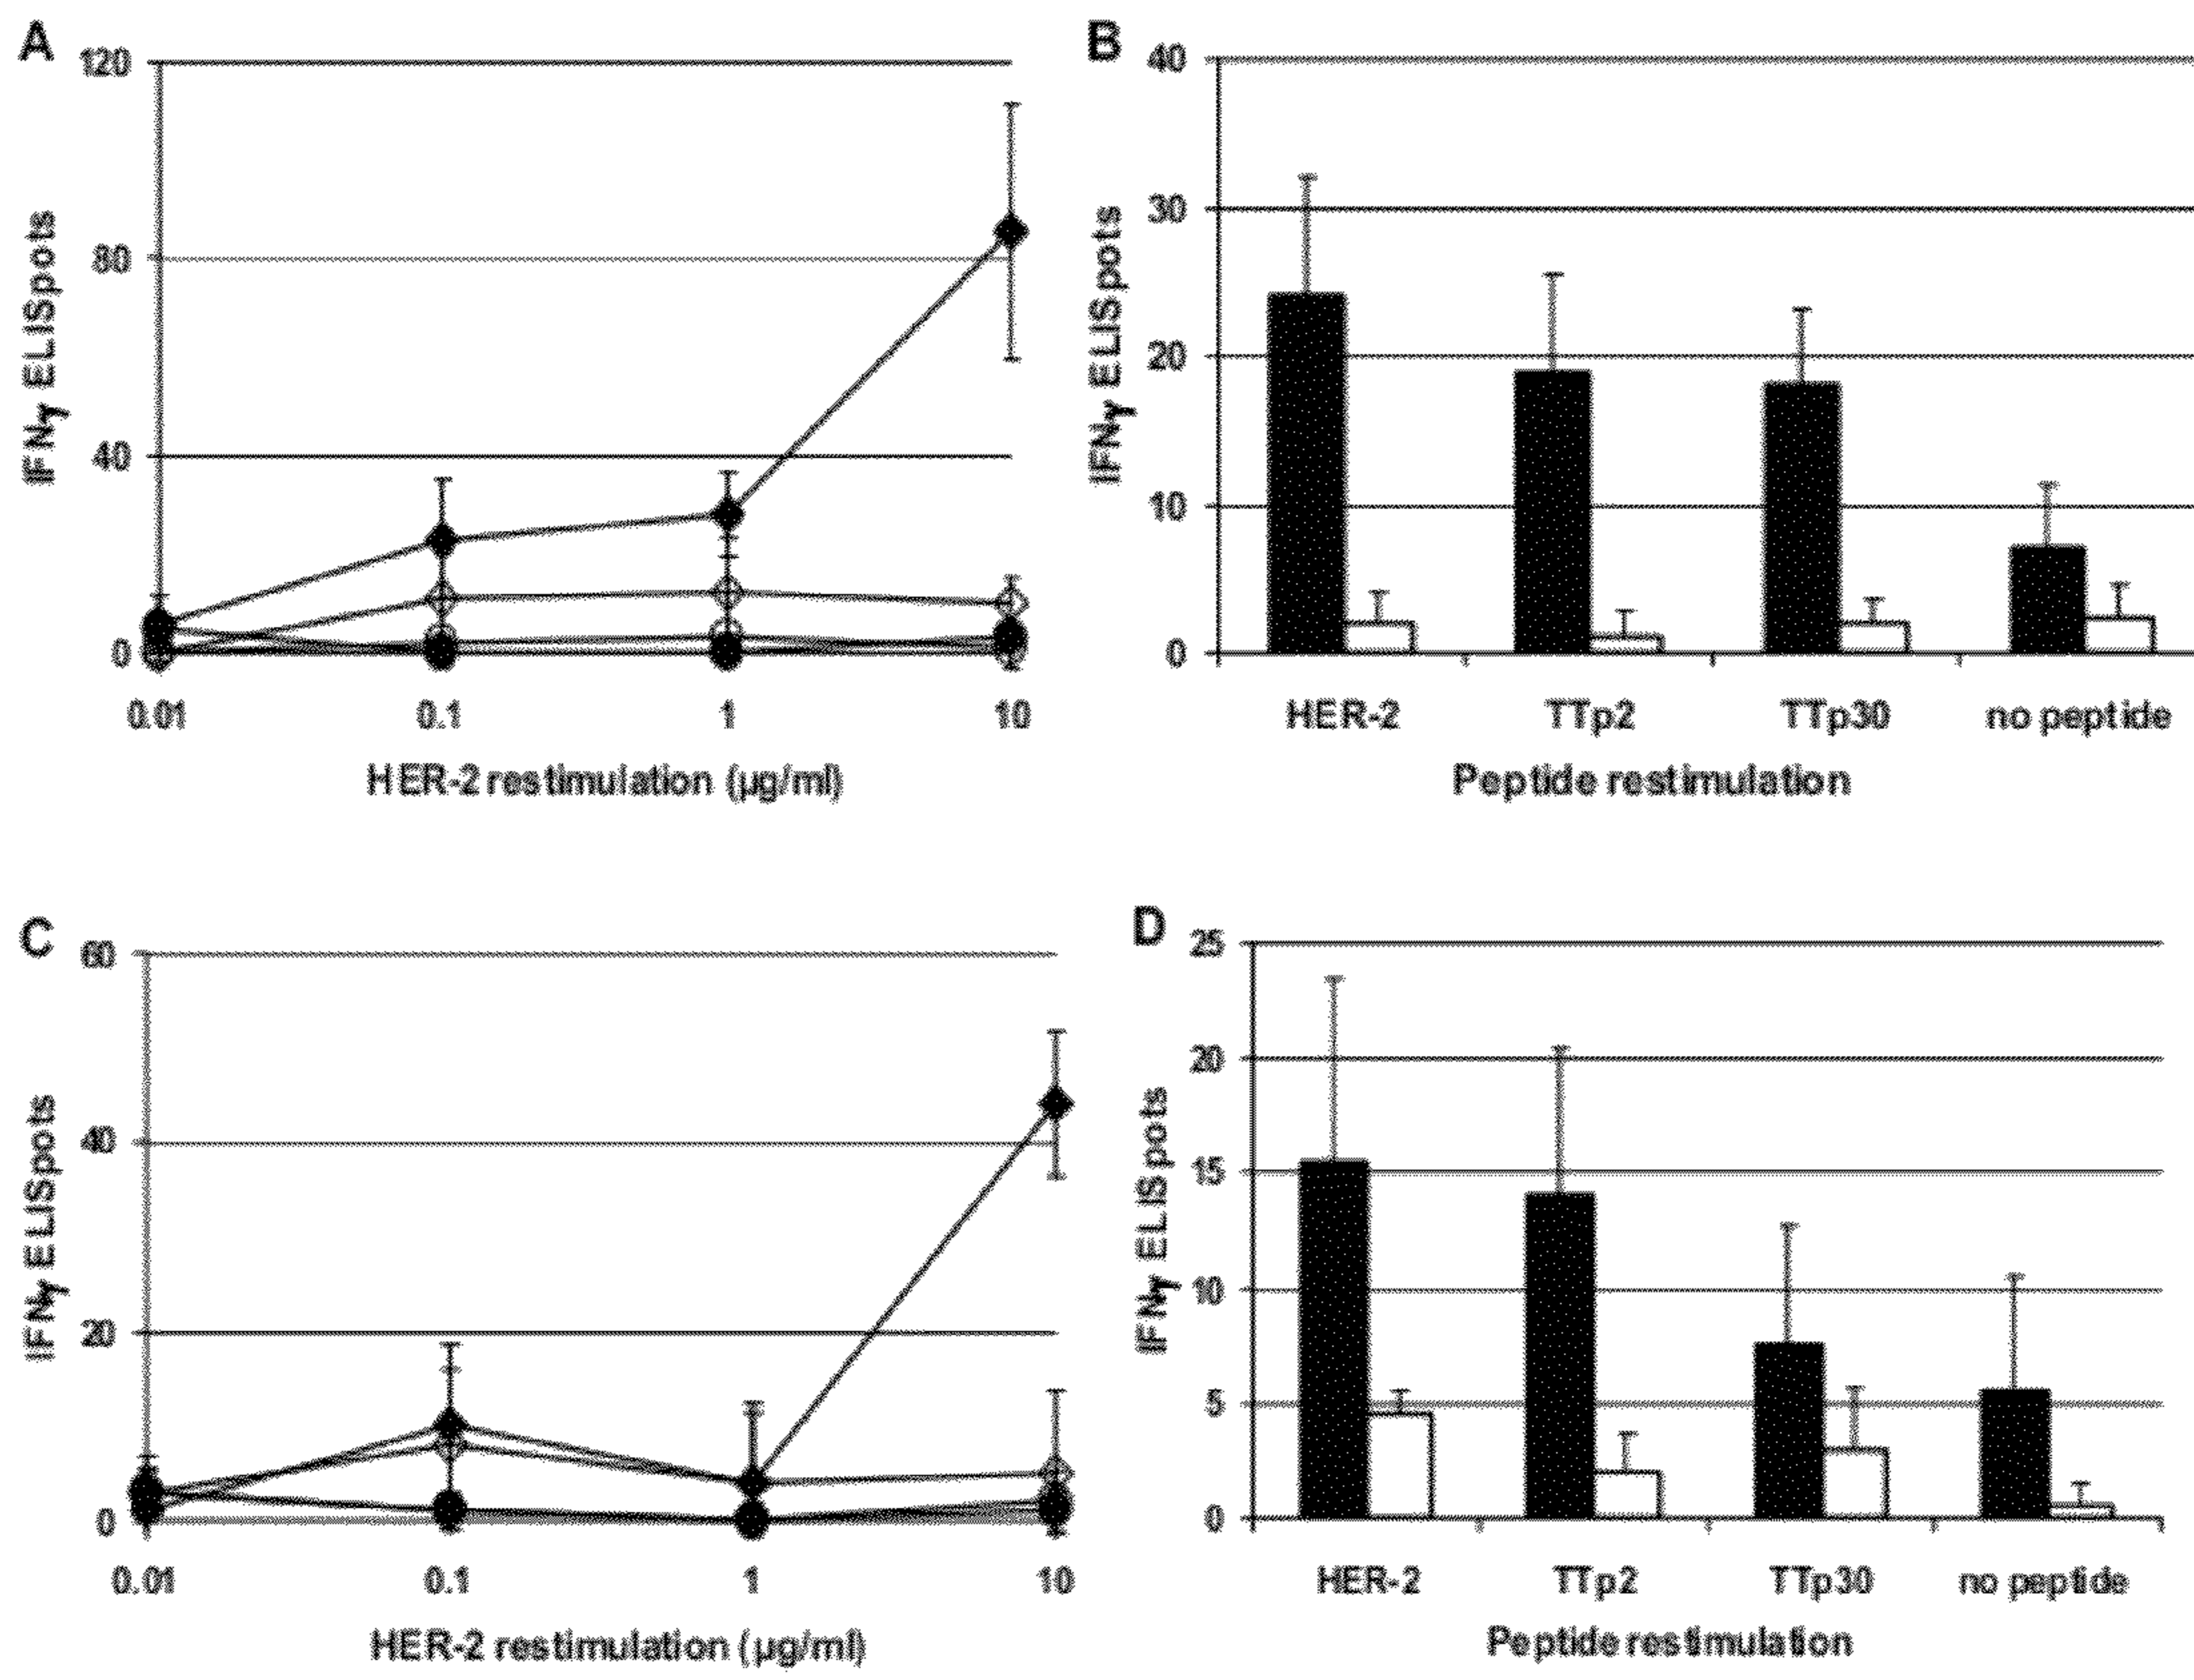 A
120
80
40
0
IFNγ ELISpots
0.01 0.1 1 10
HER-2 restimulation (µg/ml)
B
40
30
20
10
0
IFNγ ELISpots
HER-2 TTp2 TTp30 no peptide
Peptide restimulation
C
60
40
20
0
IFNγ ELISpots
0.01 0.1 1 10
HER-2 restimulation (µg/ml)
D
25
20
15
10
5
0
IFNγ ELISpots
HER-2 TTp2 TTp30 no peptide
Peptide restimulation